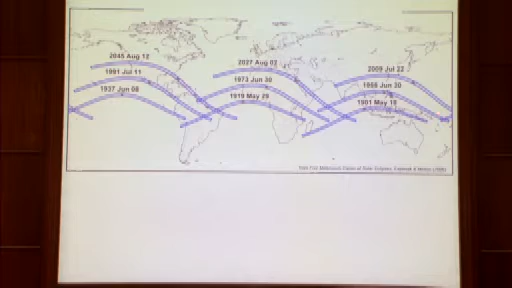 2045 Aug 12
1991 Jul 11
1937 Jun 08
2027 Aug 02
1973 Jun 30
1919 May 29
2009 Jul 22
1955 Jun 20
1901 May 18